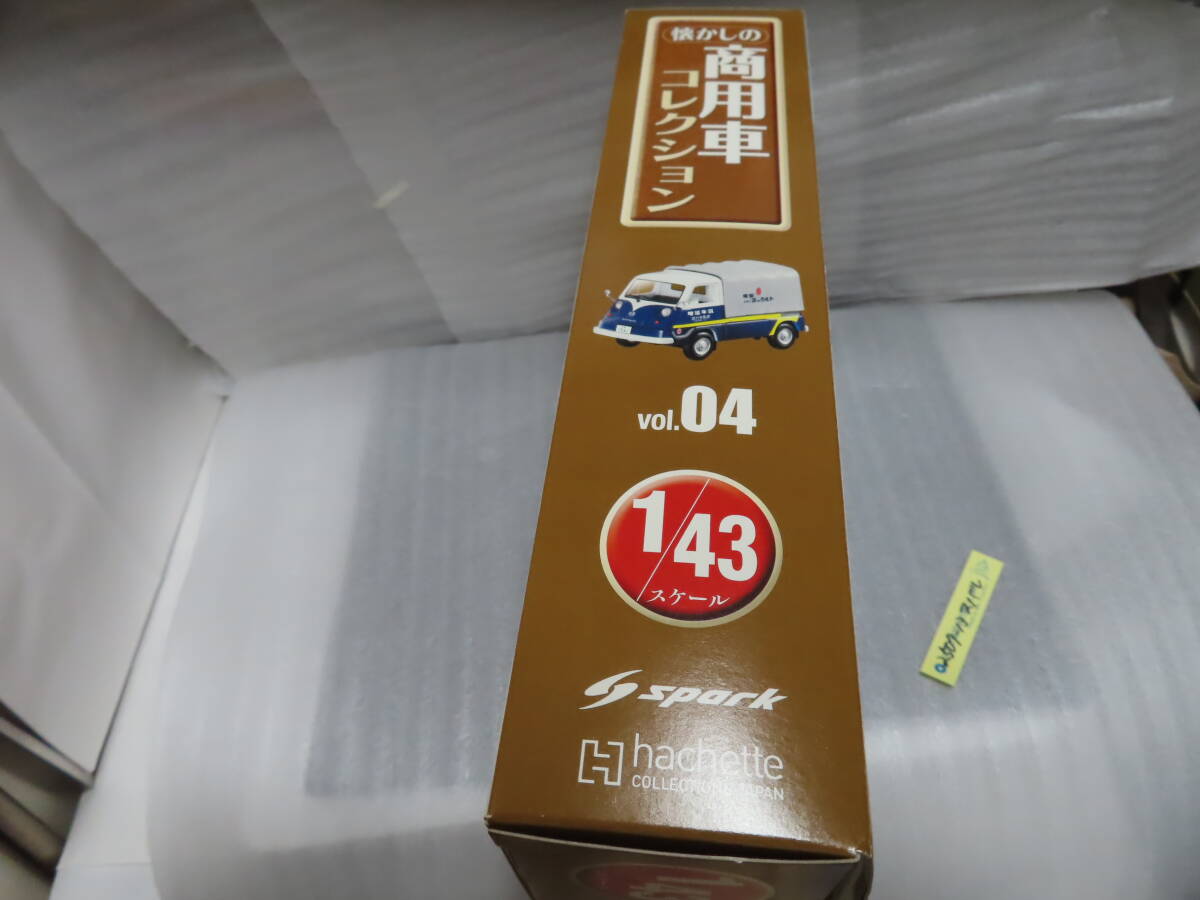 懐かしの
商用車
コレクション
vol.04
1/43
スケール
spark
hachette
COLLECTIONS JAPAN